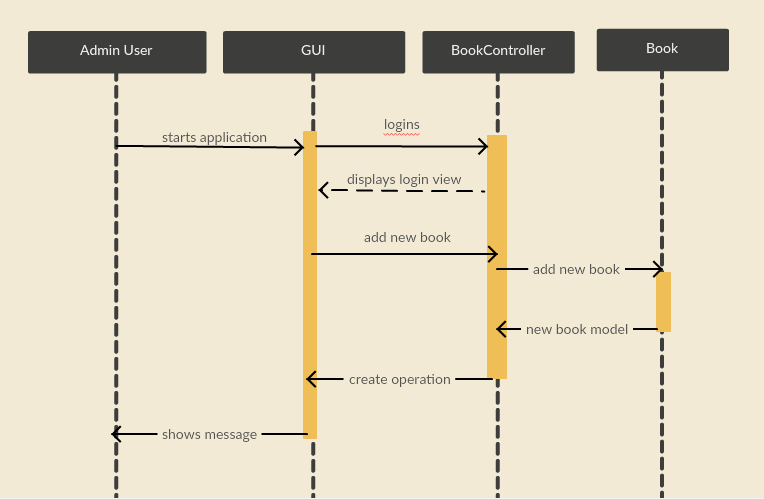 Admin User
GUI
BookController
Book
starts application
logins
displays login view
add new book
add new book
new book model
create operation
shows message